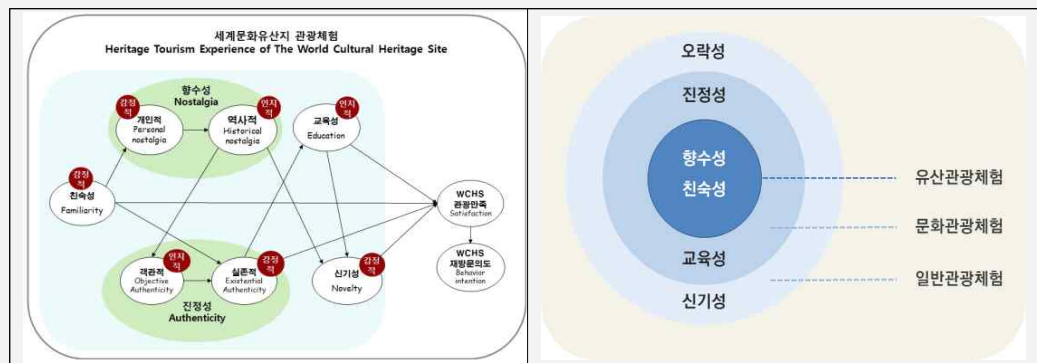 세계문화유산지 관광체험
Heritage Tourism Experience of The World Cultural Heritage Site
향수성
Nostalgia
감정적
개인적
Personal
nostalgia
인지적
역사적
Historical
nostalgia
인지적
교육성
Education
감정적
친숙성
Familiarity
WCHS
관광만족
Satisfaction
WCHS
재방문의도
Behavior
intention
인지적
객관적
Objective
Authenticity
감정적
실존적
Existential
Authenticity
감정적
신기성
Novelty
진정성
Authenticity
오락성
진정성
향수성
친숙성
교육성
신기성
유산관광체험
문화관광체험
일반관광체험